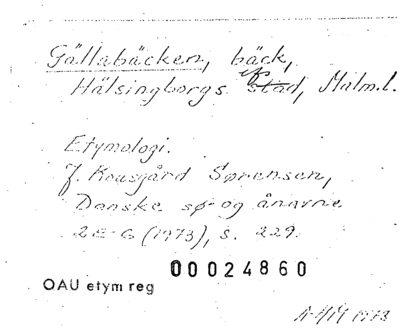 Gällabäcken, bäck,
Hälsingborgs stad, Malm.l.
Etymologi.
J. Kousgård Sørensen,
Danske sø- og ånavne
2 E-G (1973), s. 229.
00024860
OAU etym reg
1973